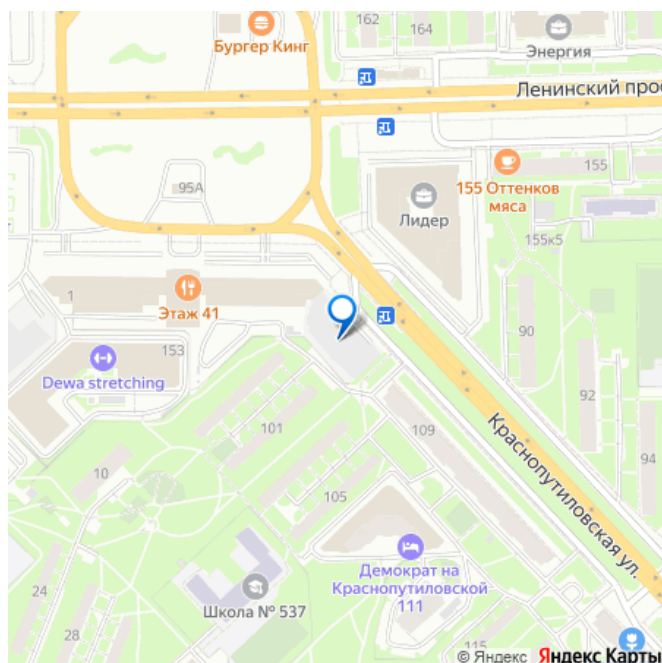 162
164
Бургер Кинг
Энергия
Ленинский прос
155
155 Оттенков
мяса
95А
Лидер
155к5
1
Этаж 41
90
153
Dewa stretching
92
101
109
Краснопутиловская ул.
94
10
105
Демократ на
Краснопутиловской
111
24
Школа № 537
28
115
© Яндекс Яндекс Карты